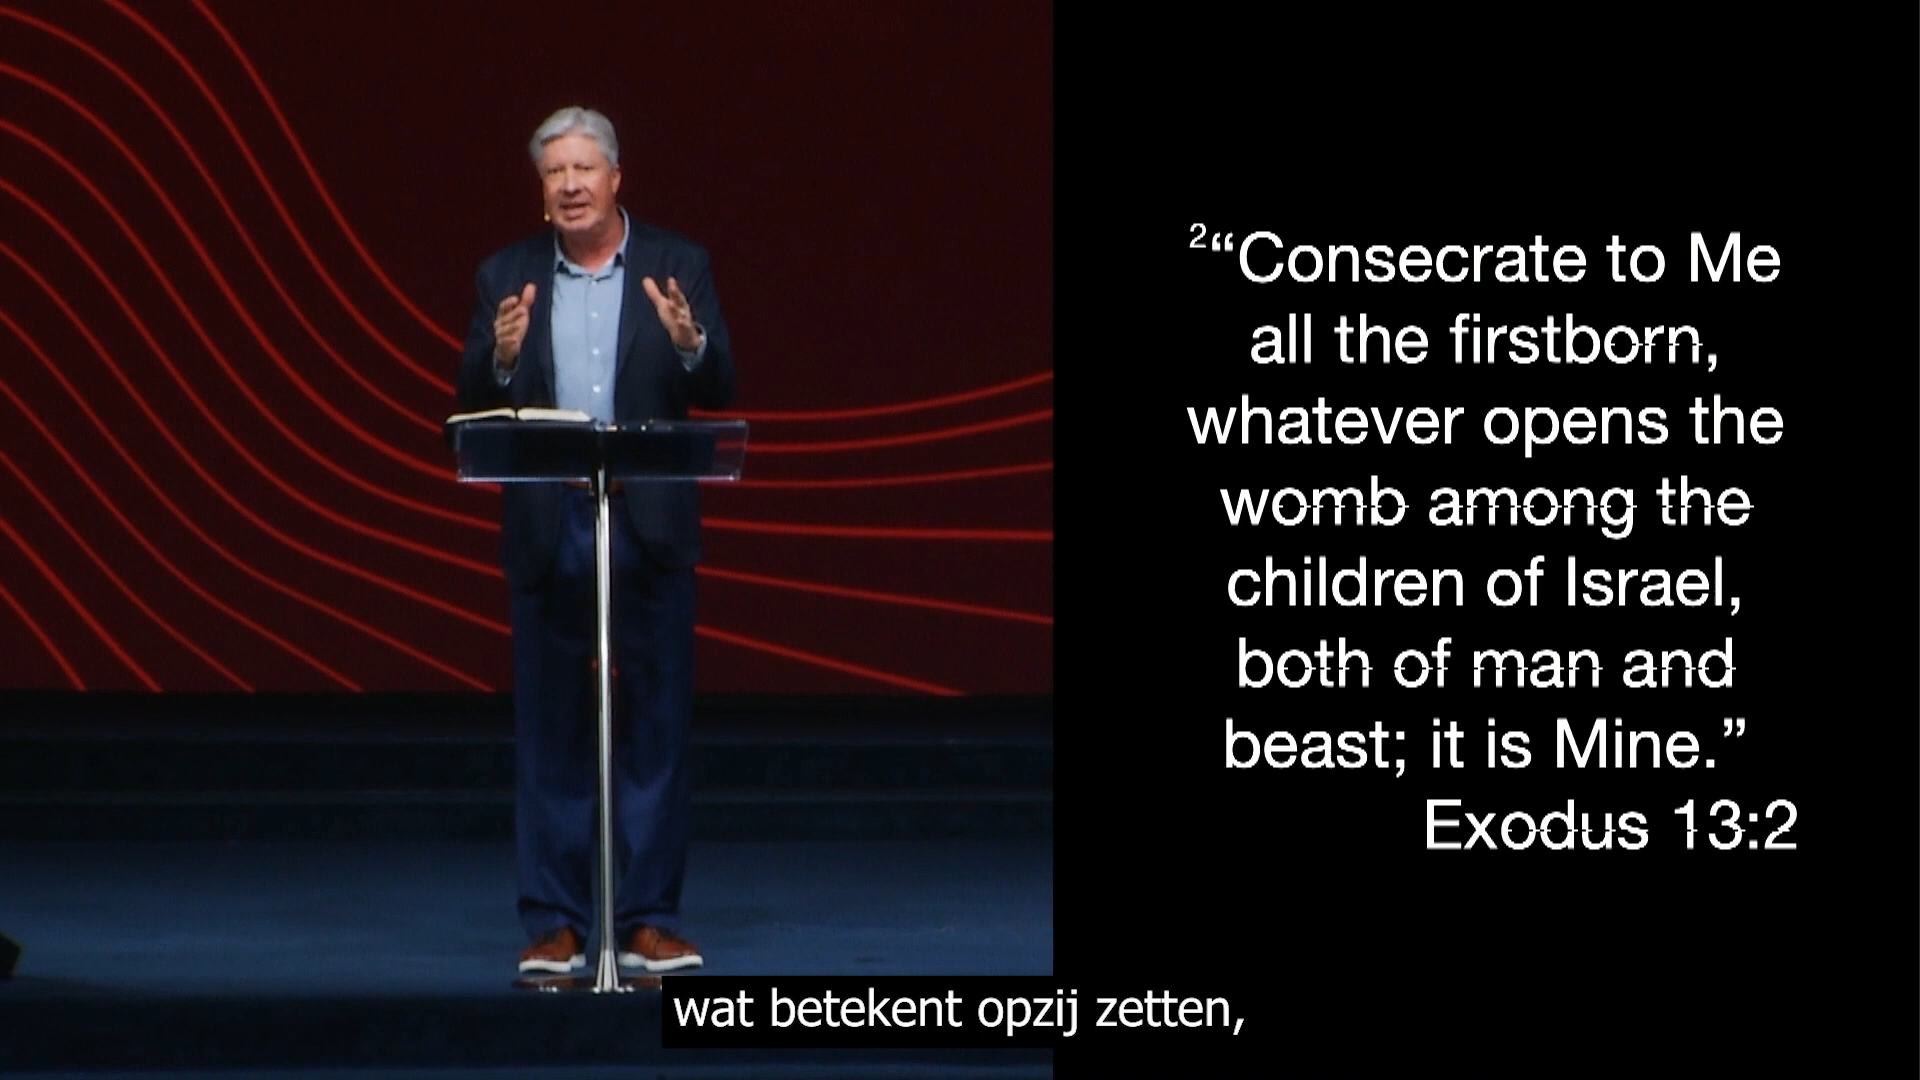 ²“Consecrate to Me
all the firstborn,
whatever opens the
womb among the
children of Israel,
both of man and
beast; it is Mine.”
Exodus 13:2
wat betekent opzij zetten,